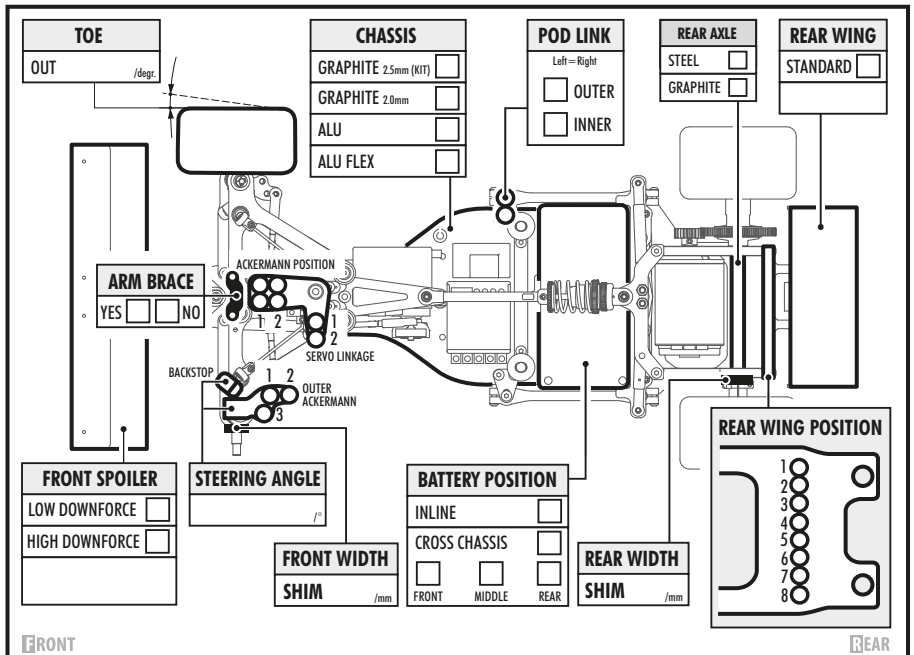 TOE
OUT /degr.
CHASSIS
GRAPHITE 2.5mm (KIT)
GRAPHITE 2.0mm
ALU
ALU FLEX
POD LINK
Left=Right
OUTER
INNER
REAR AXLE
STEEL
GRAPHITE
REAR WING
STANDARD
ARM BRACE
YES NO
ACKERMANN POSITION
1 2
1
2
SERVO LINKAGE
BACKSTOP
1 2
3
OUTER
ACKERMANN
FRONT SPOILER
LOW DOWNFORCE
HIGH DOWNFORCE
STEERING ANGLE
/°
FRONT WIDTH
SHIM /mm
BATTERY POSITION
INLINE
CROSS CHASSIS
FRONT MIDDLE REAR
REAR WIDTH
SHIM /mm
REAR WING POSITION
1
2
3
4
5
6
7
8
FRONT
REAR